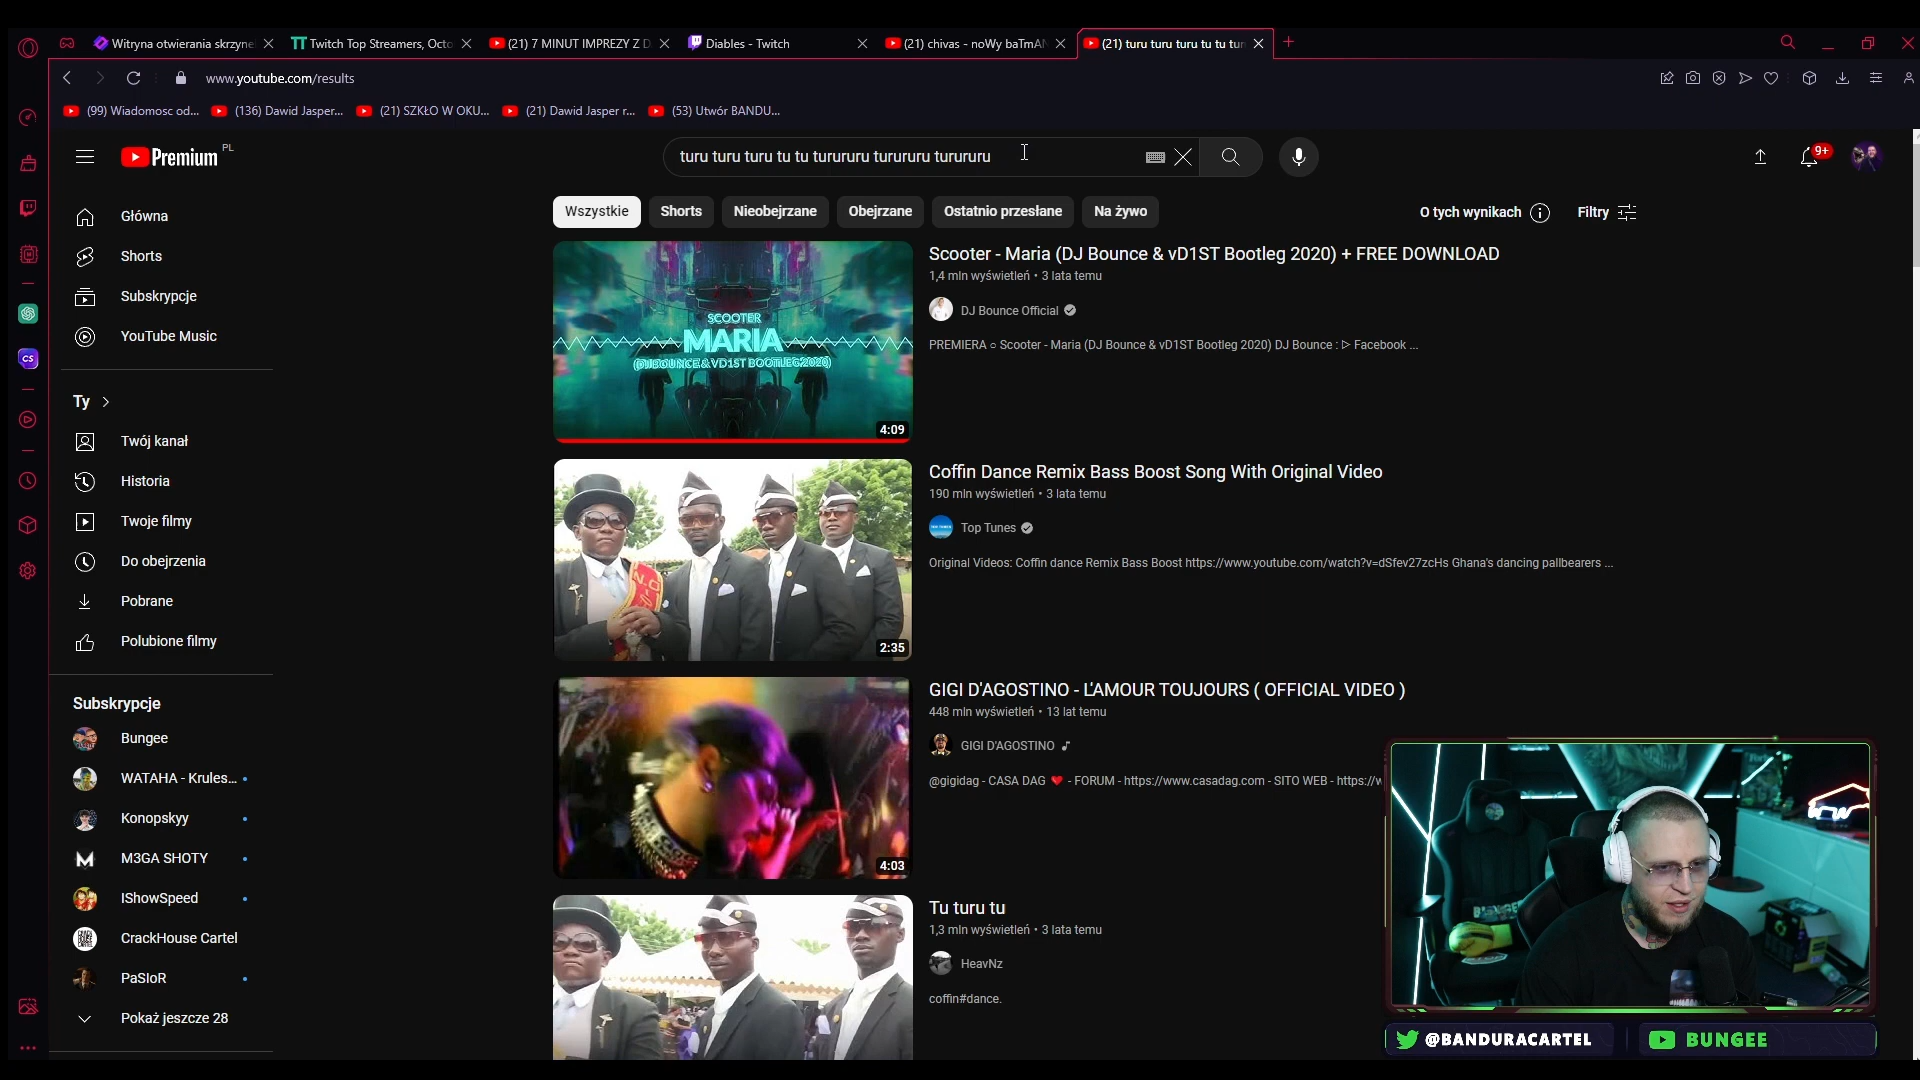 Witryna otwierania skrzyne
Twitch Top Streamers, Octo
(21) 7 MINUT IMPREZY Z D
Diables - Twitch
(21) chivas - noWy baTmAN
(21) turu turu turu tu tu tur
www.youtube.com/results
(99) Wiadomosc od...
(136) Dawid Jasper...
(21) SZKŁO W OKU...
(21) Dawid Jasper r...
(53) Utwór BANDU...
Premium PL
turu turu turu tu tu turururu turururu turururu
9+
Wszystkie
Shorts
Nieobejrzane
Obejrzane
Ostatnio przesłane
Na żywo
O tych wynikach
Filtry
Główna
Shorts
Subskrypcje
YouTube Music
Ty
Twój kanał
Historia
Twoje filmy
Do obejrzenia
Pobrane
Polubione filmy
Subskrypcje
Bungee
WATAHA - Krules...
Konopskyy
M3GA SHOTY
IShowSpeed
CrackHouse Cartel
PaSIoR
Pokaż jeszcze 28
CS
SCOOTER
MARIA
(DJ BOUNCE & VD1ST BOOTLEG 2020)
4:09
Scooter - Maria (DJ Bounce & vD1ST Bootleg 2020) + FREE DOWNLOAD
1,4 mln wyświetleń • 3 lata temu
DJ Bounce Official
PREMIERA ○ Scooter - Maria (DJ Bounce & vD1ST Bootleg 2020) DJ Bounce : ▷ Facebook ...
2:35
Coffin Dance Remix Bass Boost Song With Original Video
190 mln wyświetleń • 3 lata temu
Top Tunes
Original Videos: Coffin dance Remix Bass Boost https://www.youtube.com/watch?v=dSfev27zcHs Ghana's dancing pallbearers ...
4:03
GIGI D'AGOSTINO - L'AMOUR TOUJOURS ( OFFICIAL VIDEO )
448 mln wyświetleń • 13 lat temu
GIGI D'AGOSTINO
@gigidag - CASA DAG ❤️ - FORUM - https://www.casadag.com - SITO WEB - https://w
Tu turu tu
1,3 mln wyświetleń • 3 lata temu
HeavNz
coffin#dance.
BUNGEE
@BANDURACARTEL
BUNGEE